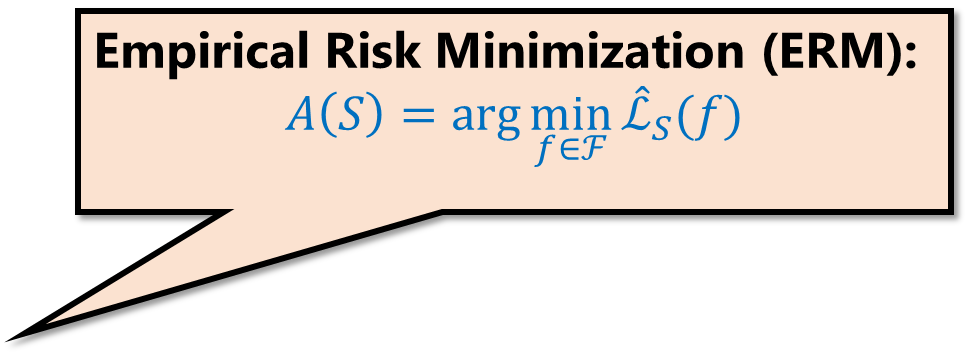 Empirical Risk Minimization (ERM):
𝐴(𝑆) = arg min_{𝑓∈ℱ} ℒ̂_𝑆(𝑓)